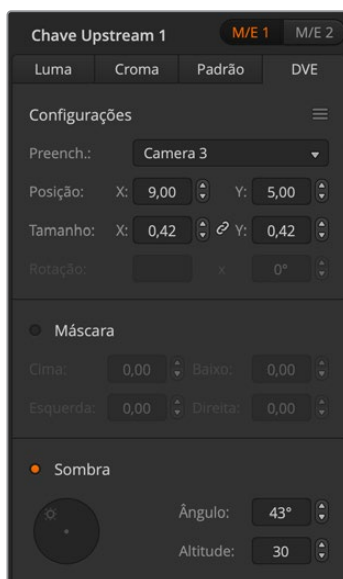 Chave Upstream 1 M/E 1 M/E 2
Luma Croma Padrão DVE
Configurações
Preench.: Camera 3
Posição: X: 9,00 Y: 5,00
Tamanho: X: 0,42 Y: 0,42
Rotação: x 0°
Máscara
Cima: 0,00 Baixo: 0,00
Esquerda: 0,00 Direita: 0,00
Sombra
Ângulo: 43°
Altitude: 30